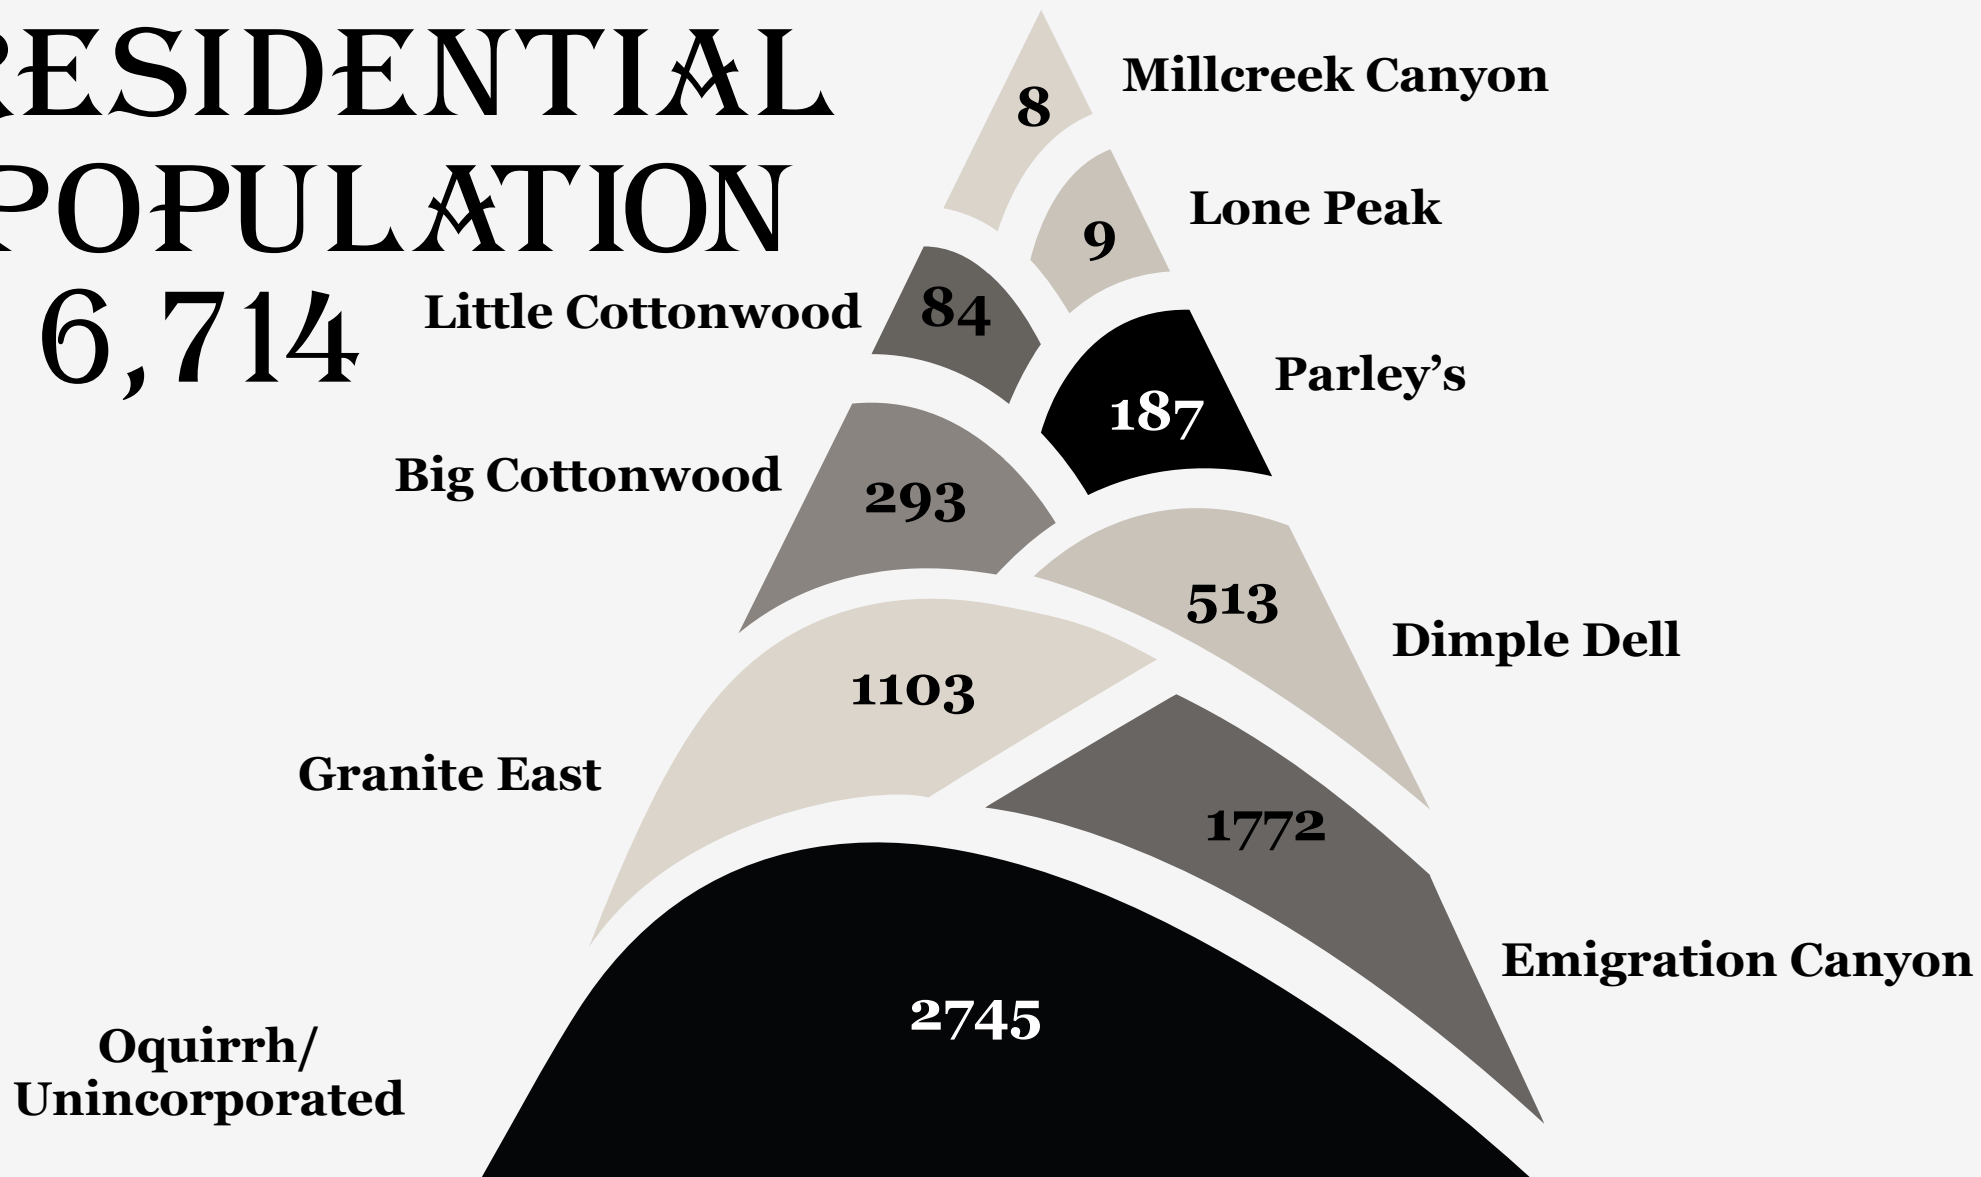 RESIDENTIAL
POPULATION
6,714
8
Millcreek Canyon
9
Lone Peak
Little Cottonwood
84
187
Parley’s
Big Cottonwood
293
513
Dimple Dell
1103
Granite East
1772
Emigration Canyon
2745
Oquirrh/
Unincorporated